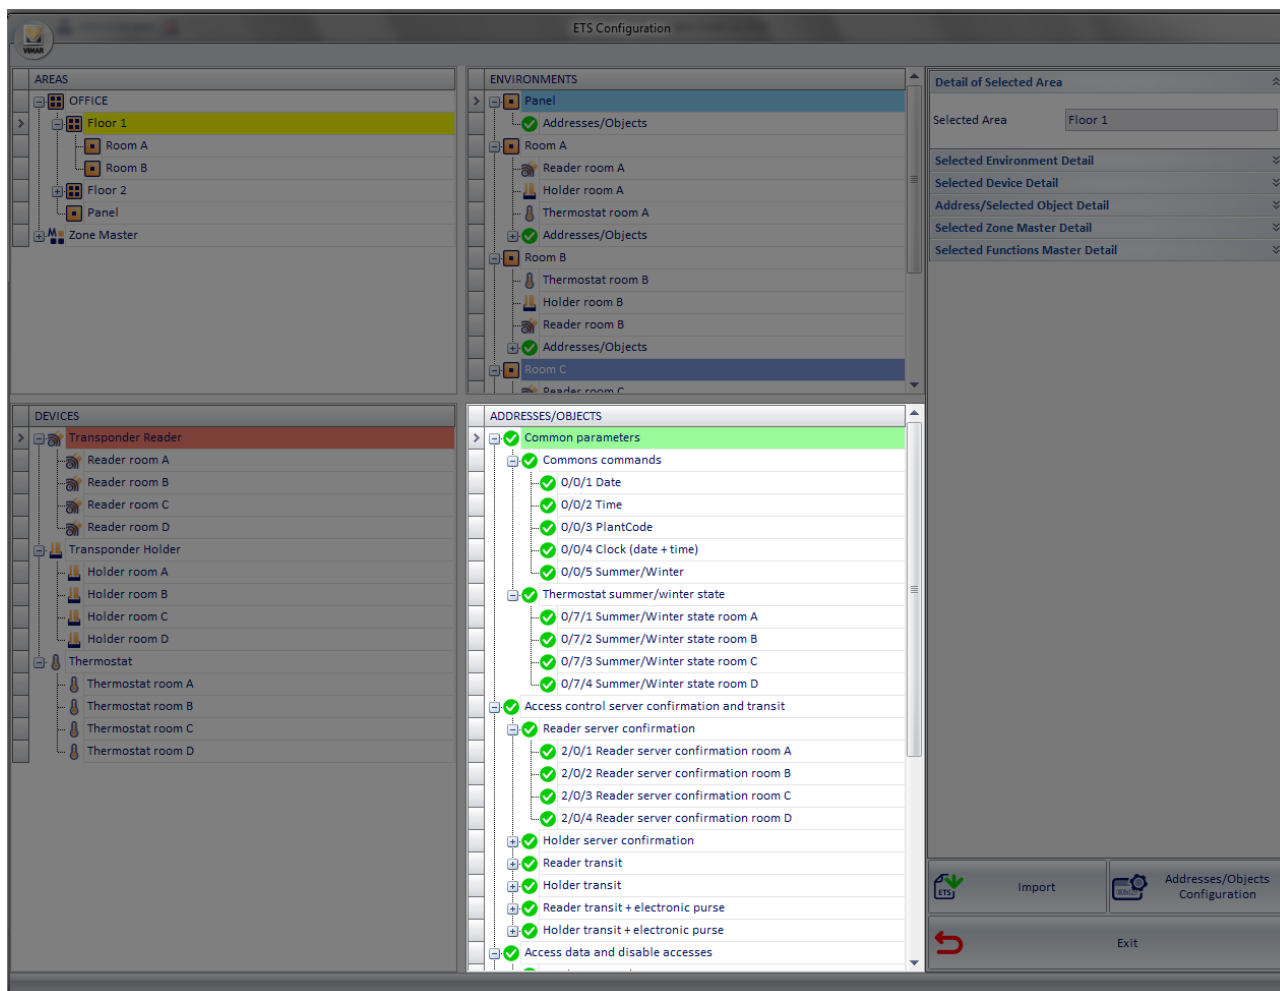 ETS Configuration
VIMAR
AREAS
OFFICE
Floor 1
Room A
Room B
Floor 2
Panel
Zone Master
ENVIRONMENTS
Panel
Addresses/Objects
Room A
Reader room A
Holder room A
Thermostat room A
Addresses/Objects
Room B
Thermostat room B
Holder room B
Reader room B
Addresses/Objects
Room C
Reader room C
Detail of Selected Area
Selected Area Floor 1
Selected Environment Detail
Selected Device Detail
Address/Selected Object Detail
Selected Zone Master Detail
Selected Functions Master Detail
DEVICES
Transponder Reader
Reader room A
Reader room B
Reader room C
Reader room D
Transponder Holder
Holder room A
Holder room B
Holder room C
Holder room D
Thermostat
Thermostat room A
Thermostat room B
Thermostat room C
Thermostat room D
ADDRESSES/OBJECTS
Common parameters
Commons commands
0/0/1 Date
0/0/2 Time
0/0/3 PlantCode
0/0/4 Clock (date + time)
0/0/5 Summer/Winter
Thermostat summer/winter state
0/7/1 Summer/Winter state room A
0/7/2 Summer/Winter state room B
0/7/3 Summer/Winter state room C
0/7/4 Summer/Winter state room D
Access control server confirmation and transit
Reader server confirmation
2/0/1 Reader server confirmation room A
2/0/2 Reader server confirmation room B
2/0/3 Reader server confirmation room C
2/0/4 Reader server confirmation room D
Holder server confirmation
Reader transit
Holder transit
Reader transit + electronic purse
Holder transit + electronic purse
Access data and disable accesses
ETS
Import
Addresses/Objects
Configuration
Exit